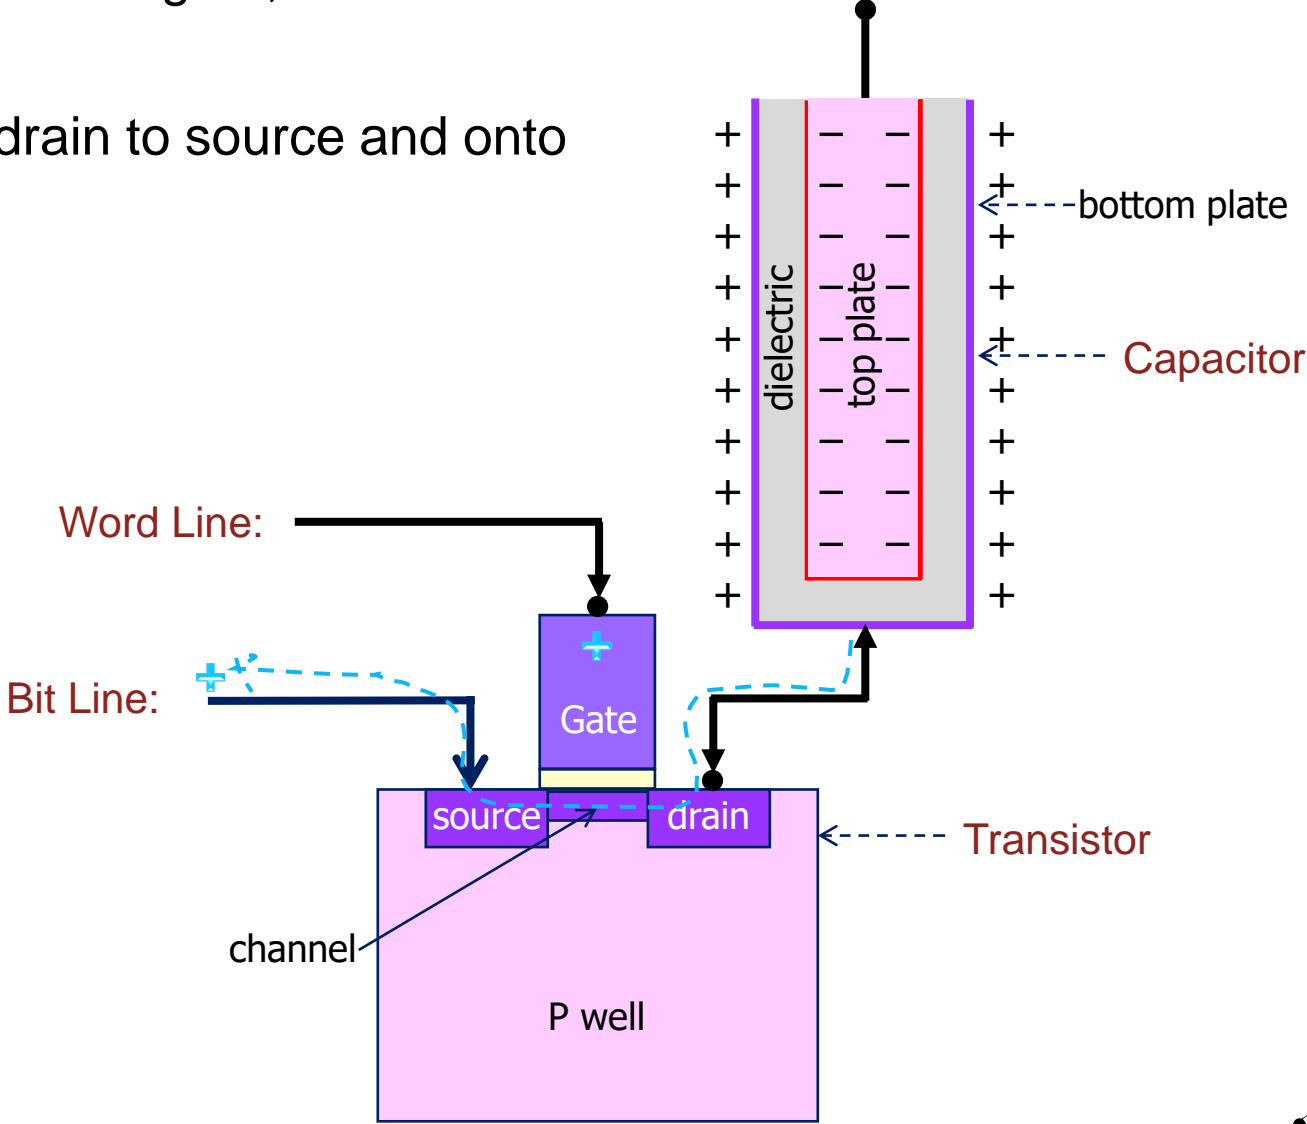 drain to source and onto
bottom plate
dielectric
top plate
Capacitor
Word Line:
Bit Line:
Gate
source
drain
Transistor
channel
P well